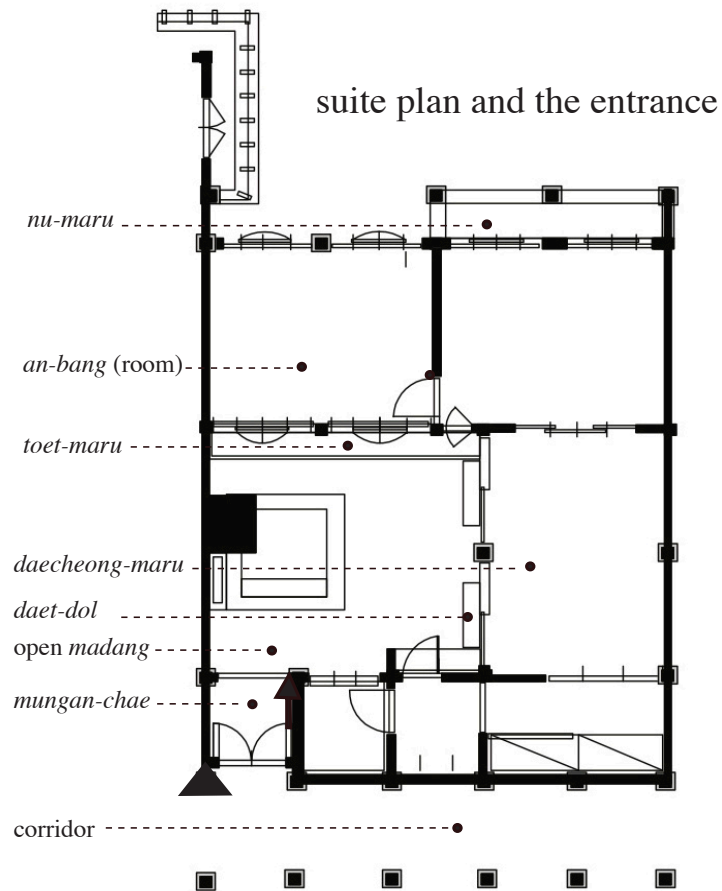 suite plan and the entrance
nu-maru
an-bang (room)
toet-maru
daecheong-maru
daet-dol
open madang
mungan-chae
corridor